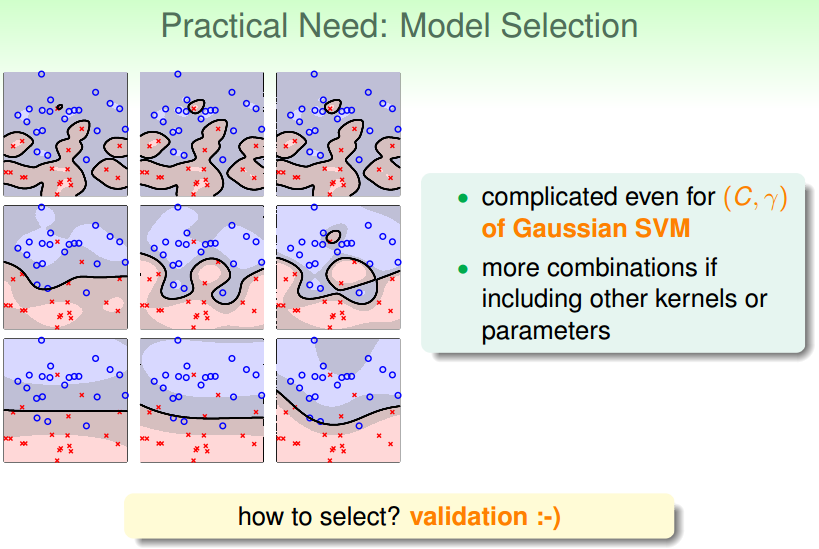 Practical Need: Model Selection
• complicated even for (C, γ)
of Gaussian SVM
• more combinations if
including other kernels or
parameters
how to select? validation :-)